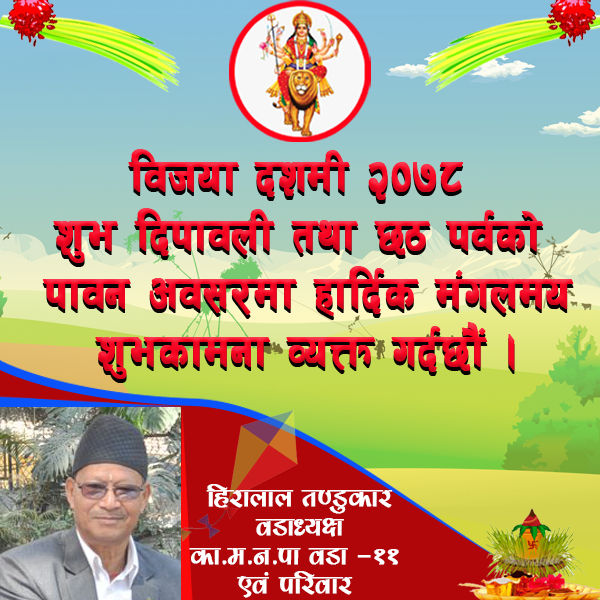 विजया दशमी २०७८
शुभ दिपावली तथा छठ पर्वको
पावन अवसरमा हार्दिक मंगलमय
शुभकामना व्यक्त गर्दछौं ।
हिरालाल तण्डुकार
वडाध्यक्ष
का.म.न.पा वडा -११
एवं परिवार